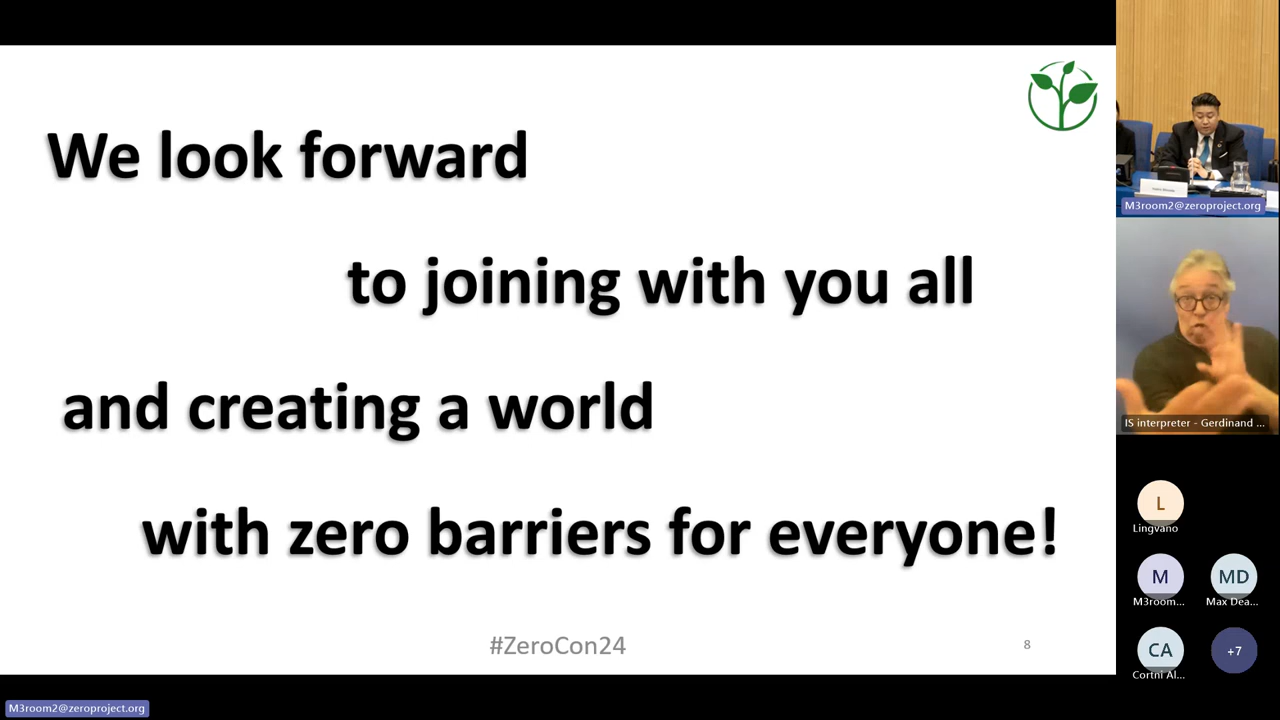 We look forward
to joining with you all
and creating a world
with zero barriers for everyone!
#ZeroCon24
8
M3room2@zeroproject.org
M3room2@zeroproject.org
IS interpreter - Gerdinand ...
L
Lingvano
M
M3room...
MD
Max Dea...
CA
Cortni Al...
+7